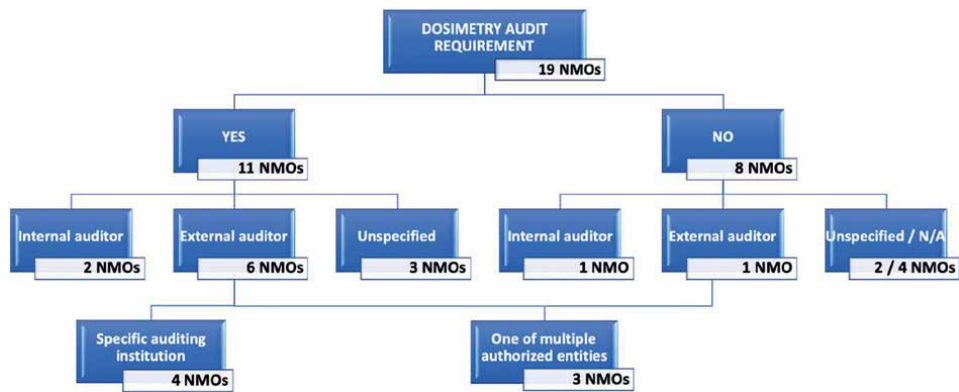 DOSIMETRY AUDIT
REQUIREMENT
19 NMOs
YES
11 NMOs
NO
8 NMOs
Internal auditor
2 NMOs
External auditor
6 NMOs
Unspecified
3 NMOs
Internal auditor
1 NMO
External auditor
1 NMO
Unspecified / N/A
2 / 4 NMOs
Specific auditing
institution
4 NMOs
One of multiple
authorized entities
3 NMOs